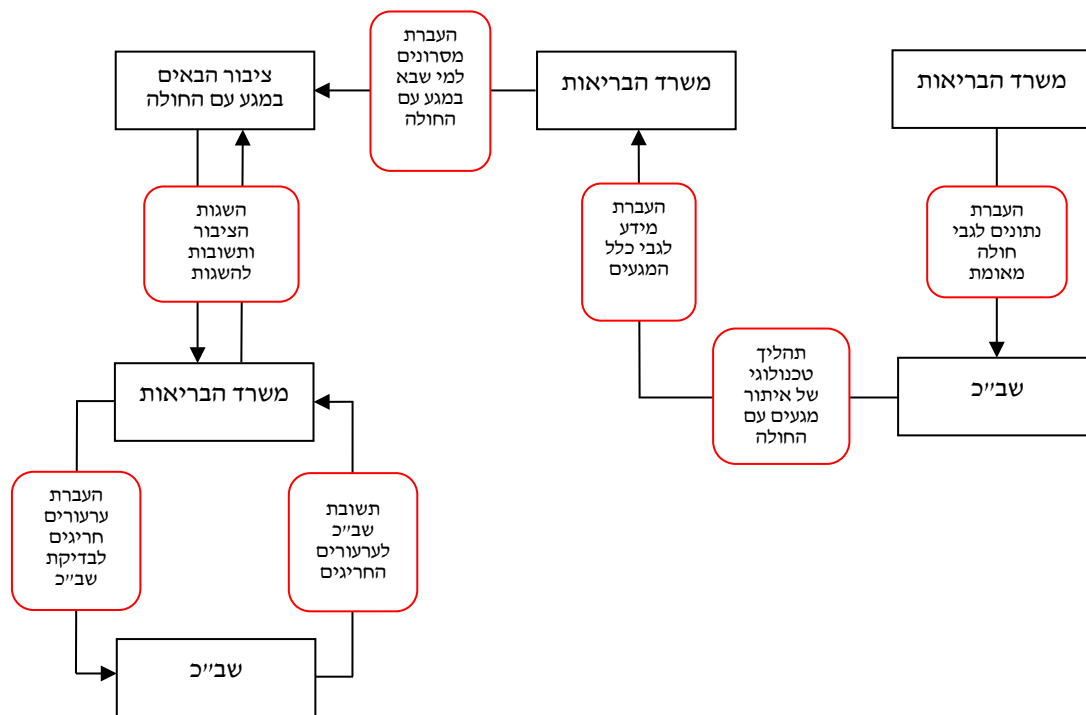 משרד הבריאות
העברת
נתונים לגבי
חולה
מאומת
שב״כ
תהליך
טכנולוגי
של איתור
מגעים עם
החולה
העברת
מידע
לגבי כלל
המגעים
משרד הבריאות
העברת
מסרונים
למי שבא
במגע עם
החולה
ציבור הבאים
במגע עם החולה
השגות
הציבור
ותשובות
להשגות
משרד הבריאות
העברת
ערעורים
חריגים
לבדיקת
שב״כ
שב״כ
תשובת
שב״כ
לערעורים
החריגים